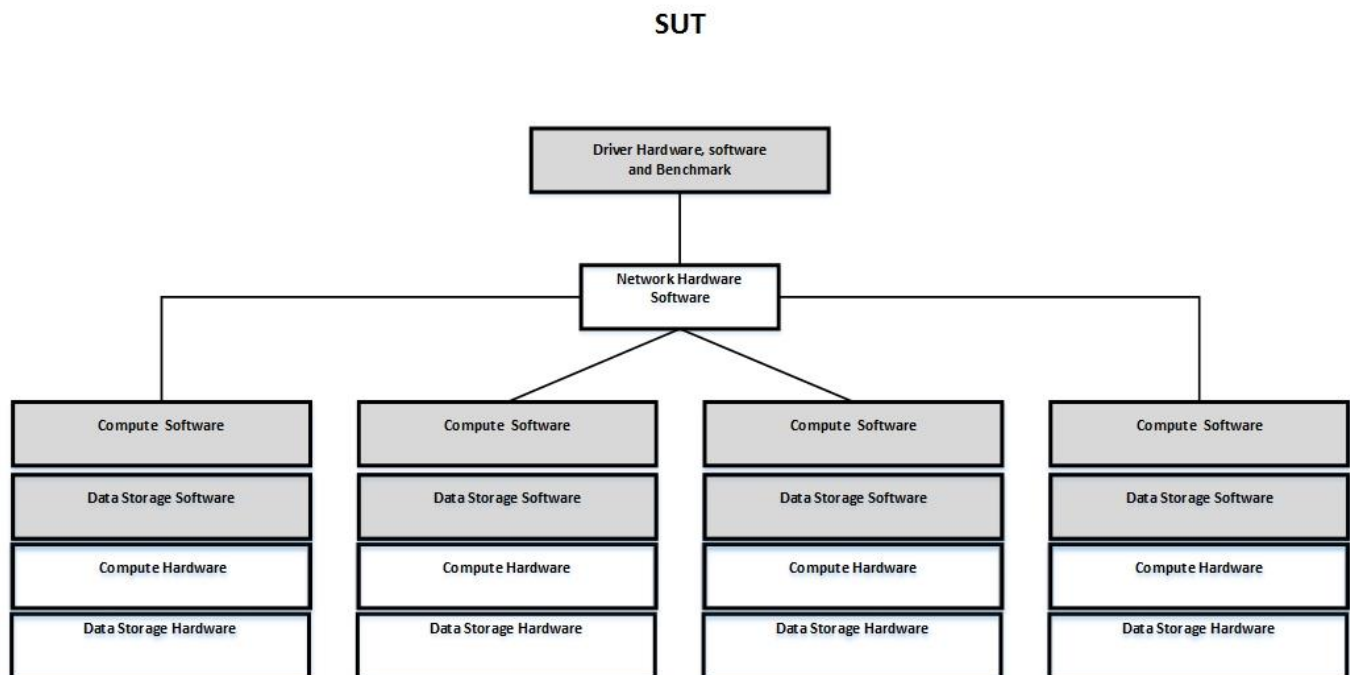 SUT
Driver Hardware, software
and Benchmark
Network Hardware
Software
Compute Software
Compute Software
Compute Software
Compute Software
Data Storage Software
Data Storage Software
Data Storage Software
Data Storage Software
Compute Hardware
Compute Hardware
Compute Hardware
Compute Hardware
Data Storage Hardware
Data Storage Hardware
Data Storage Hardware
Data Storage Hardware